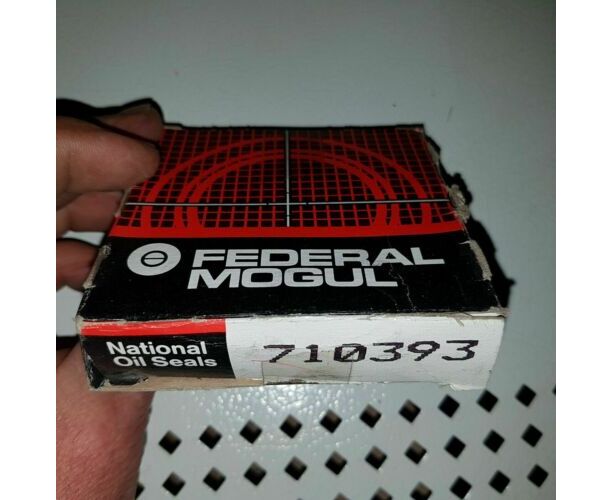 FEDERAL
MOGUL
National
Oil Seals
710393